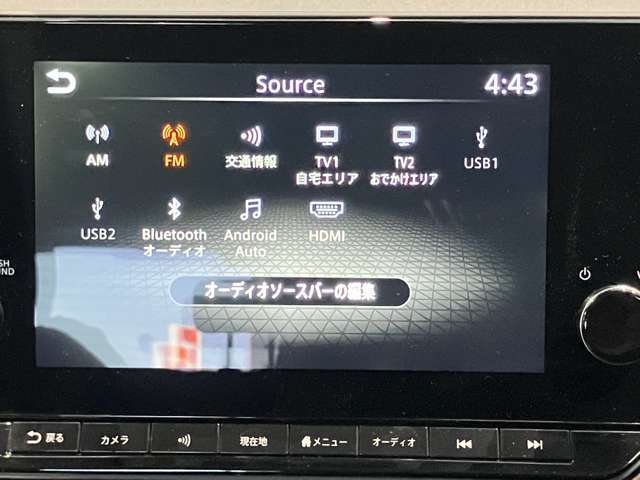 Source 4:43
AM FM 交通情報 TV1 TV2 USB1
自宅エリア おでかけエリア
USB2 Bluetooth Android HDMI
オーディオ Auto
オーディオソースバーの編集
戻る カメラ 現在地 メニュー オーディオ